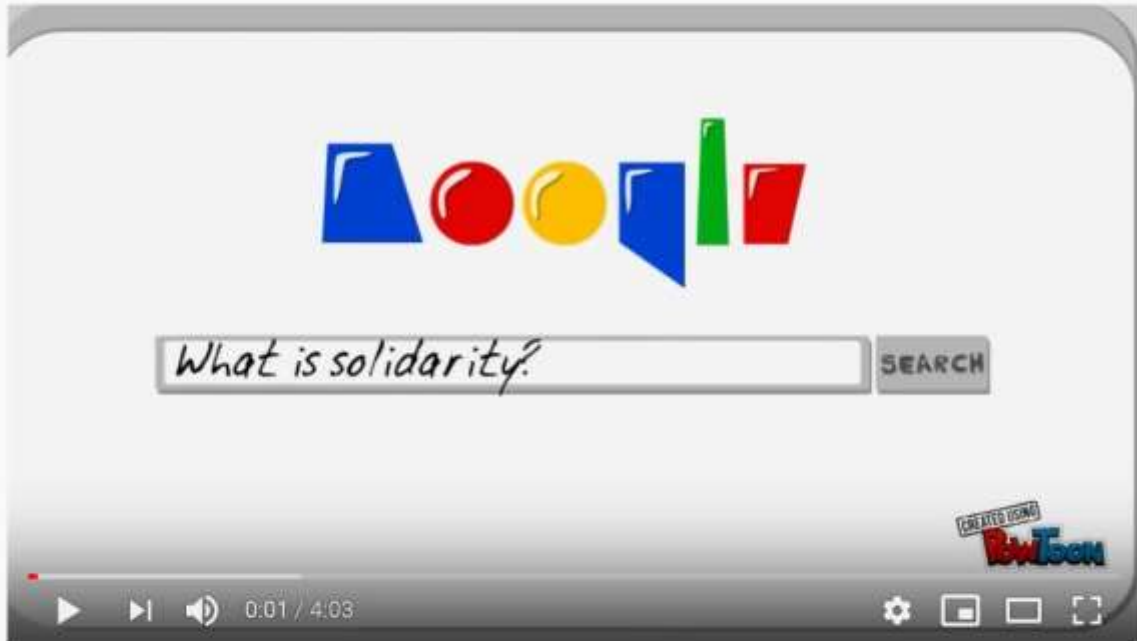 What is solidarity?
SEARCH
CREATED USING
POWTOON
0:01 / 4:03